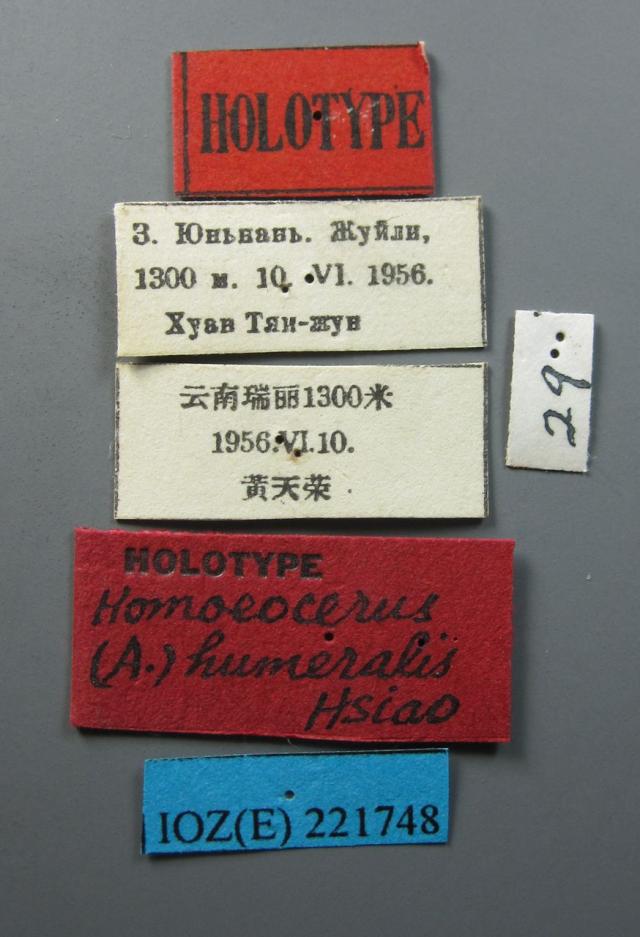 HOLOTYPE
З. Юньнань. Жуйли,
1300 м. 10. VI. 1956.
Хуан Тян-жун
云南瑞丽1300米
1956.VI.10.
黄天荣
29
HOLOTYPE
Homoeocerus
(A.) humeralis
Hsiao
IOZ(E) 221748